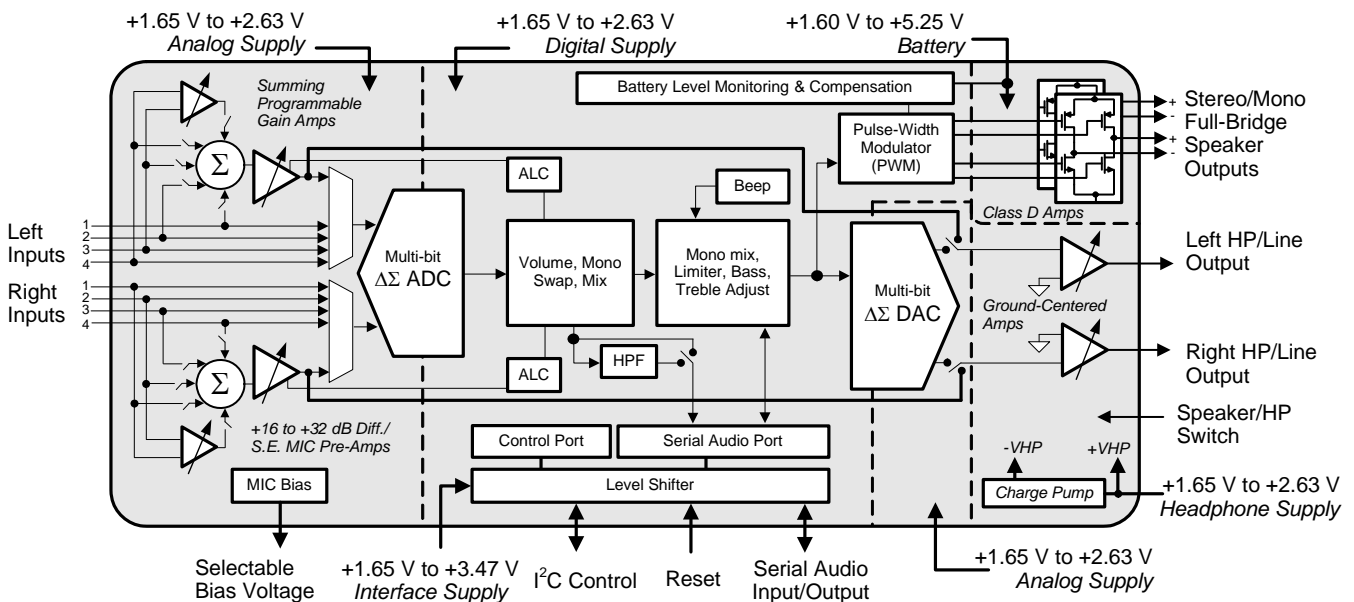 +1.65 V to +2.63 V
Analog Supply
+1.65 V to +2.63 V
Digital Supply
+1.60 V to +5.25 V
Battery
Summing
Programmable
Gain Amps
Battery Level Monitoring & Compensation
Pulse-Width
Modulator
(PWM)
+
-
+
-
Stereo/Mono
Full-Bridge
Speaker
Outputs
Class D Amps
Σ
ALC
Beep
Left
Inputs
1
2
3
4
Right
Inputs
1
2
3
4
Multi-bit
ΔΣ ADC
Volume, Mono
Swap, Mix
Mono mix,
Limiter, Bass,
Treble Adjust
Multi-bit
ΔΣ DAC
Left HP/Line
Output
Ground-Centered
Amps
Right HP/Line
Output
Σ
ALC
HPF
+16 to +32 dB Diff./
S.E. MIC Pre-Amps
Control Port
Serial Audio Port
Speaker/HP
Switch
-VHP
+VHP
MIC Bias
Level Shifter
Charge Pump
+1.65 V to +2.63 V
Headphone Supply
Selectable
Bias Voltage
+1.65 V to +3.47 V
Interface Supply
I²C Control
Reset
Serial Audio
Input/Output
+1.65 V to +2.63 V
Analog Supply